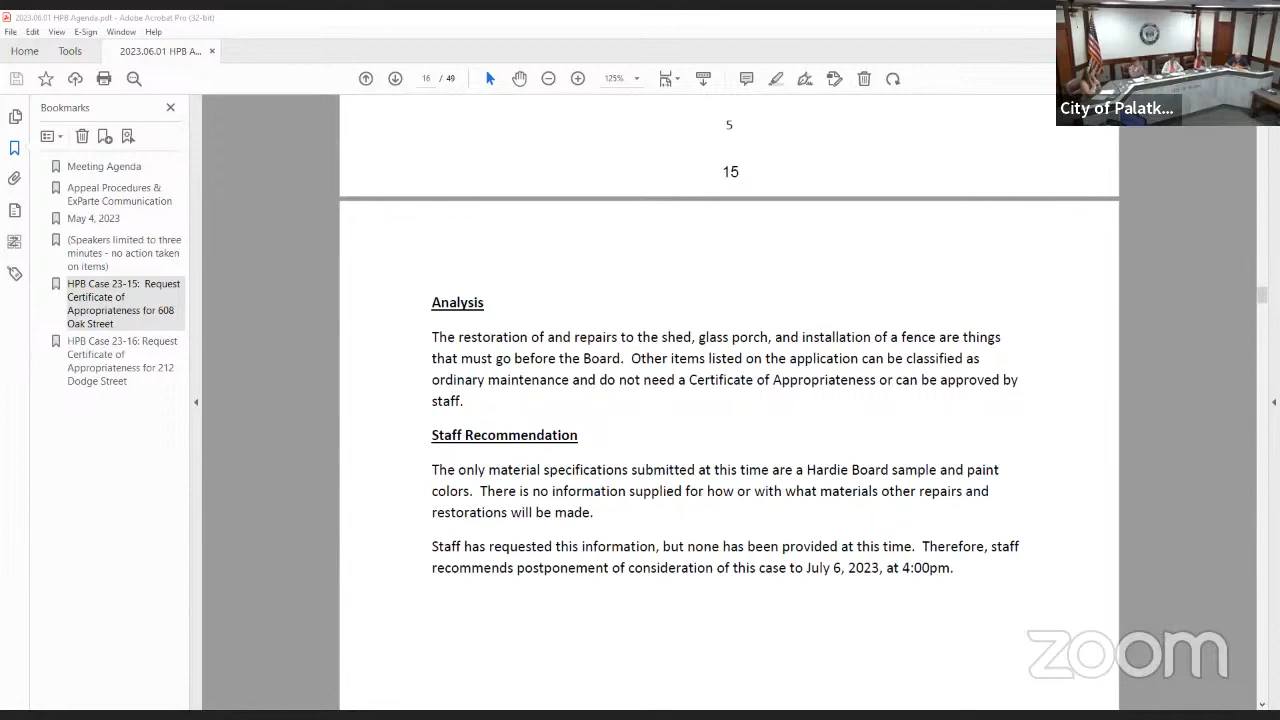 2023.06.01 HPB Agenda.pdf - Adobe Acrobat Pro (32-bit)
File Edit View E-Sign Window Help
Home Tools 2023.06.01 HPB A... ×
16 / 49 125%
Bookmarks
Meeting Agenda
Appeal Procedures &
ExParte Communication
May 4, 2023
(Speakers limited to three
minutes - no action taken
on items)
HPB Case 23-15: Request
Certificate of
Appropriateness for 608
Oak Street
HPB Case 23-16: Request
Certificate of
Appropriateness for 212
Dodge Street
5
15
Analysis
The restoration of and repairs to the shed, glass porch, and installation of a fence are things
that must go before the Board. Other items listed on the application can be classified as
ordinary maintenance and do not need a Certificate of Appropriateness or can be approved by
staff.
Staff Recommendation
The only material specifications submitted at this time are a Hardie Board sample and paint
colors. There is no information supplied for how or with what materials other repairs and
restorations will be made.
Staff has requested this information, but none has been provided at this time. Therefore, staff
recommends postponement of consideration of this case to July 6, 2023, at 4:00pm.
City of Palatk...
zoom